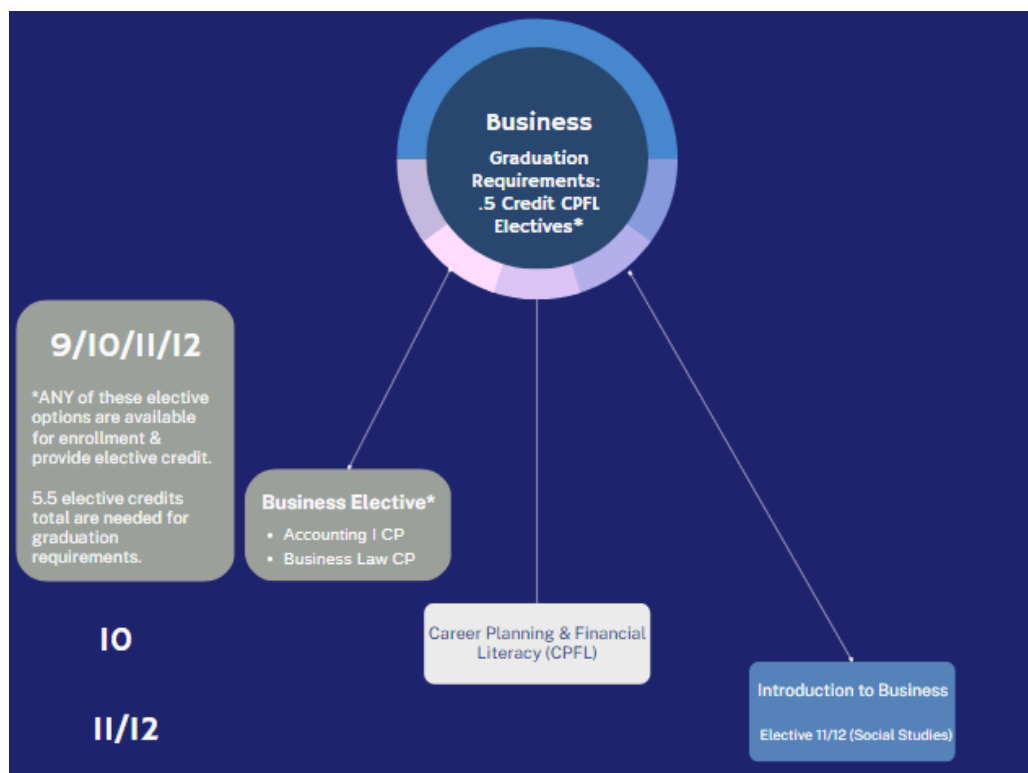 Business
Graduation
Requirements:
.5 Credit CPFL
Electives*
9/10/11/12
*ANY of these elective
options are available
for enrollment &
provide elective credit.
5.5 elective credits
total are needed for
graduation
requirements.
Business Elective*
• Accounting I CP
• Business Law CP
10
Career Planning & Financial
Literacy (CPFL)
11/12
Introduction to Business
Elective 11/12 (Social Studies)